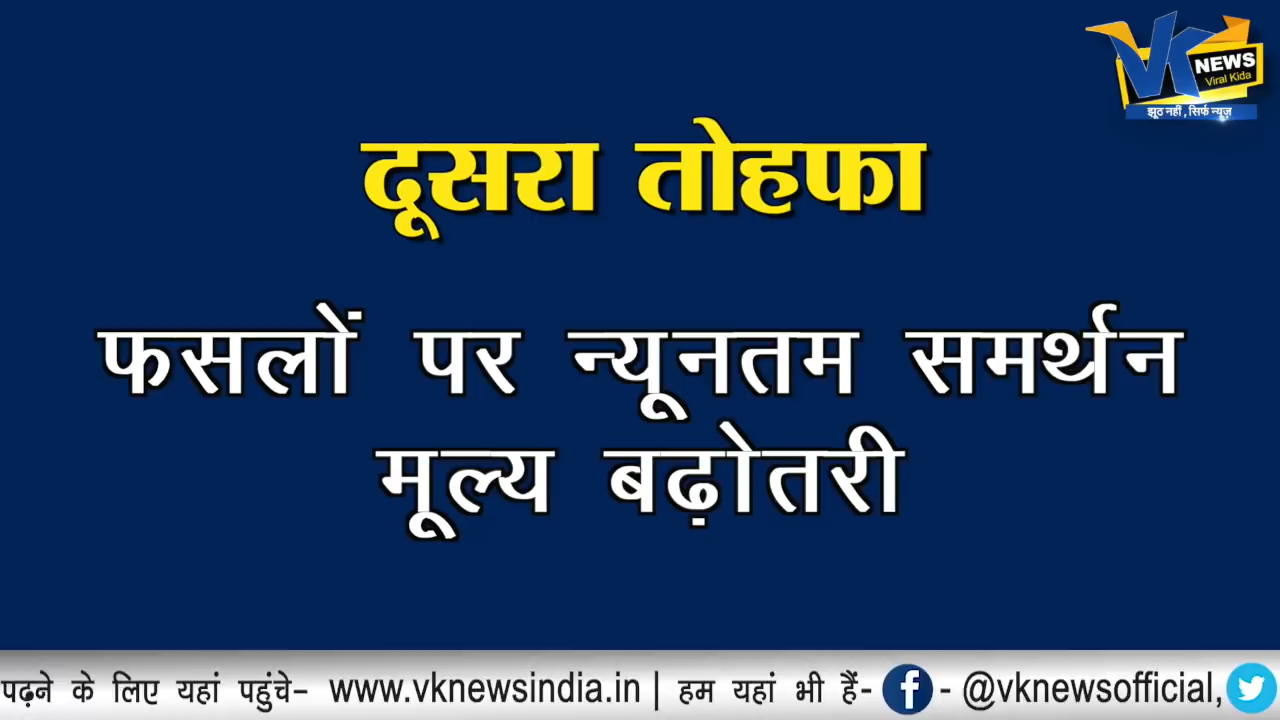 VK NEWS
Viral Kida
झूठ नहीं, सिर्फ न्यूज़
दूसरा तोहफा
फसलों पर न्यूनतम समर्थन
मूल्य बढ़ोतरी
पढ़ने के लिए यहां पहुंचे- www.vknewsindia.in | हम यहां भी हैं- f - @vknewsofficial,